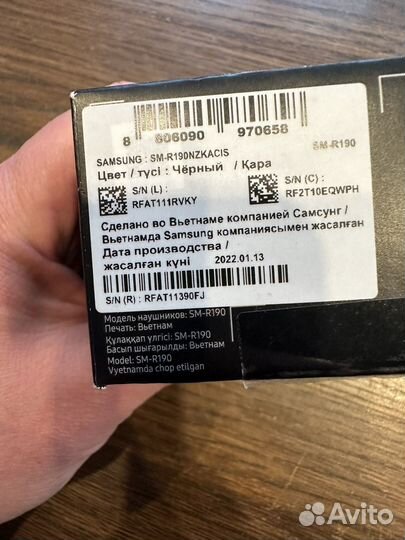 8 806090 970658
SAMSUNG : SM-R190NZKACIS SM-R190
Цвет / түсі : Чёрный / Қара
S/N (L) :
RFAT111RVKY
S/N (C) :
RF2T10EQWPH
Сделано во Вьетнаме компанией Самсунг /
Вьетнамда Samsung компаниясымен жасалған
Дата производства /
жасалған күні 2022.01.13
S/N (R) : RFAT11390FJ
Модель наушников: SM-R190
Печать: Вьетнам
Құлаққап үлгісі: SM-R190
Басып шығарылды: Вьетнам
Model: SM-R190
Vyetnamda chop etilgan
Avito